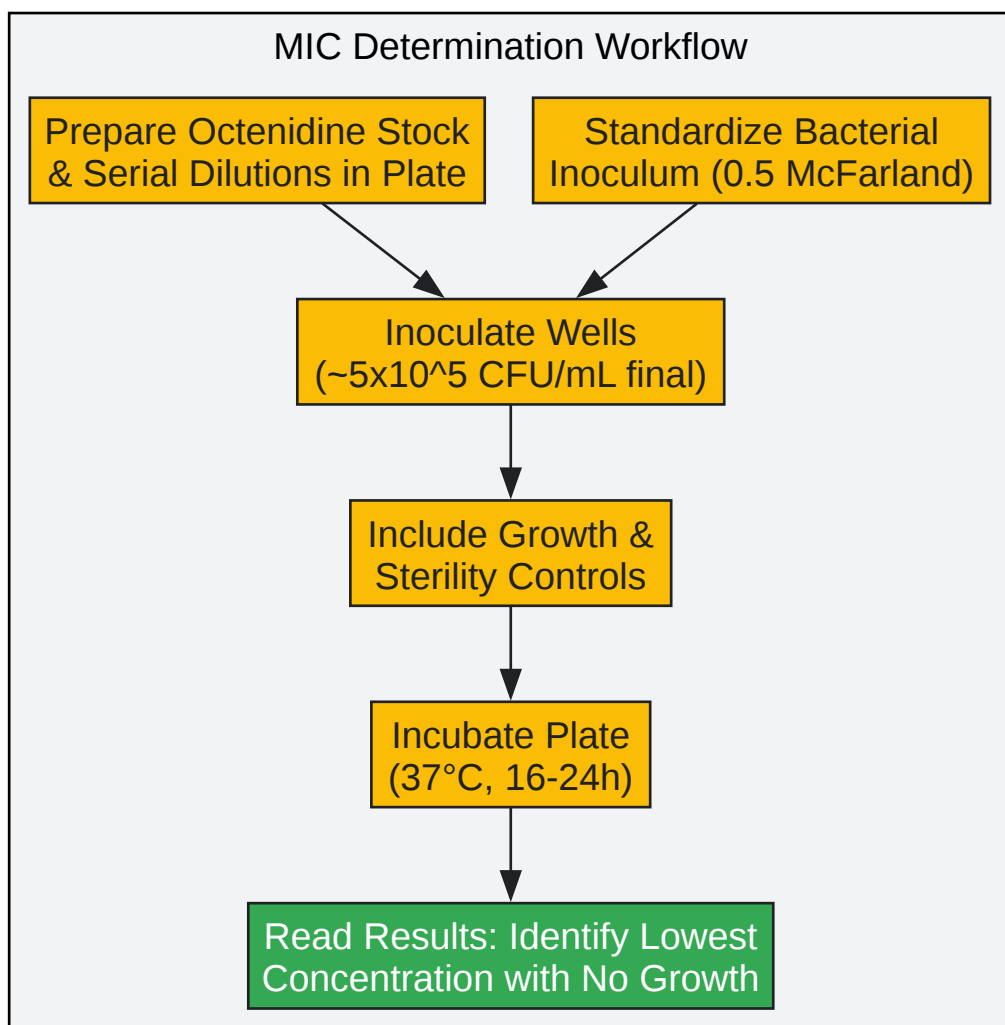 MIC Determination Workflow
Prepare Octenidine Stock
& Serial Dilutions in Plate
Standardize Bacterial
Inoculum (0.5 McFarland)
Inoculate Wells
(~5x10^5 CFU/mL final)
Include Growth &
Sterility Controls
Incubate Plate
(37°C, 16-24h)
Read Results: Identify Lowest
Concentration with No Growth